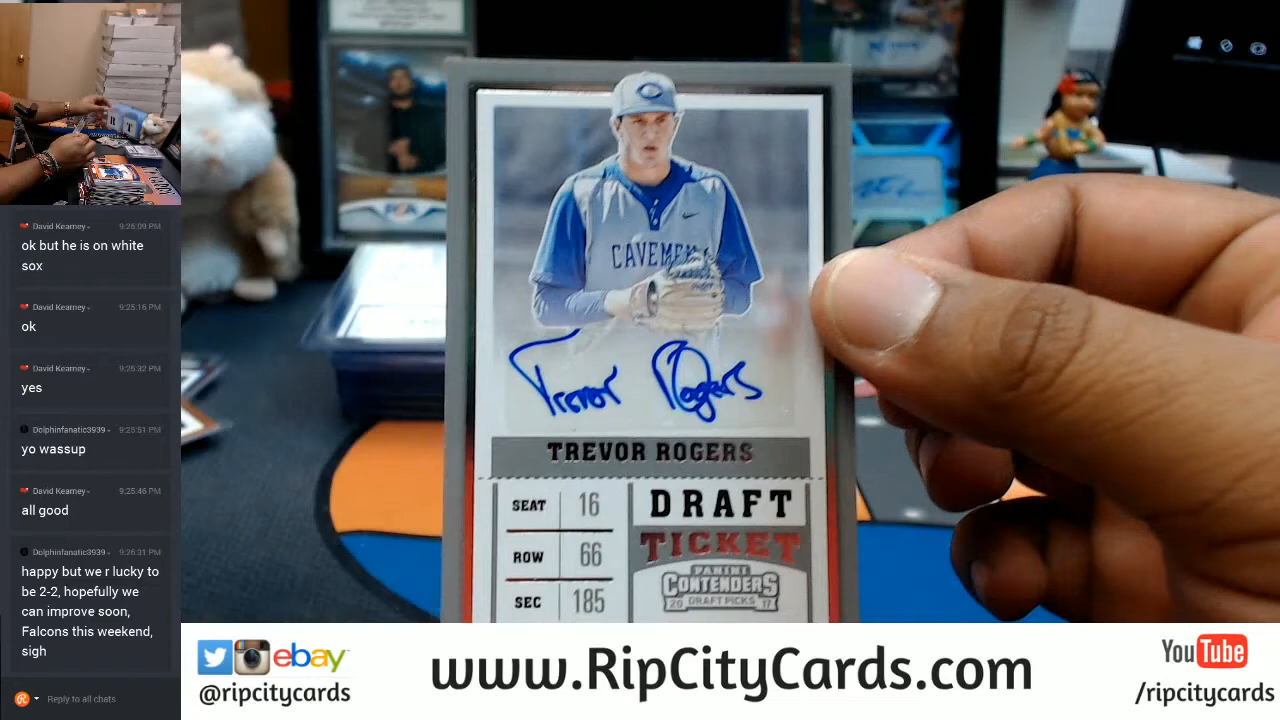 David Kearney 9:25:09 PM
ok but he is on white
sox
David Kearney 9:25:16 PM
ok
David Kearney 9:25:32 PM
yes
Dolphinfanatic3939 9:25:51 PM
yo wassup
David Kearney 9:25:46 PM
all good
Dolphinfanatic3939 9:26:31 PM
happy but we r lucky to
be 2-2, hopefully we
can improve soon,
Falcons this weekend,
sigh
Reply to all chats
C
CAVEMEN
Trevor Rogers
TREVOR ROGERS
SEAT 16
ROW 66
SEC 185
DRAFT
TICKET
PANINI
CONTENDERS
20 DRAFT PICKS 17
ebay
@ripcitycards
www.RipCityCards.com
YouTube
/ripcitycards